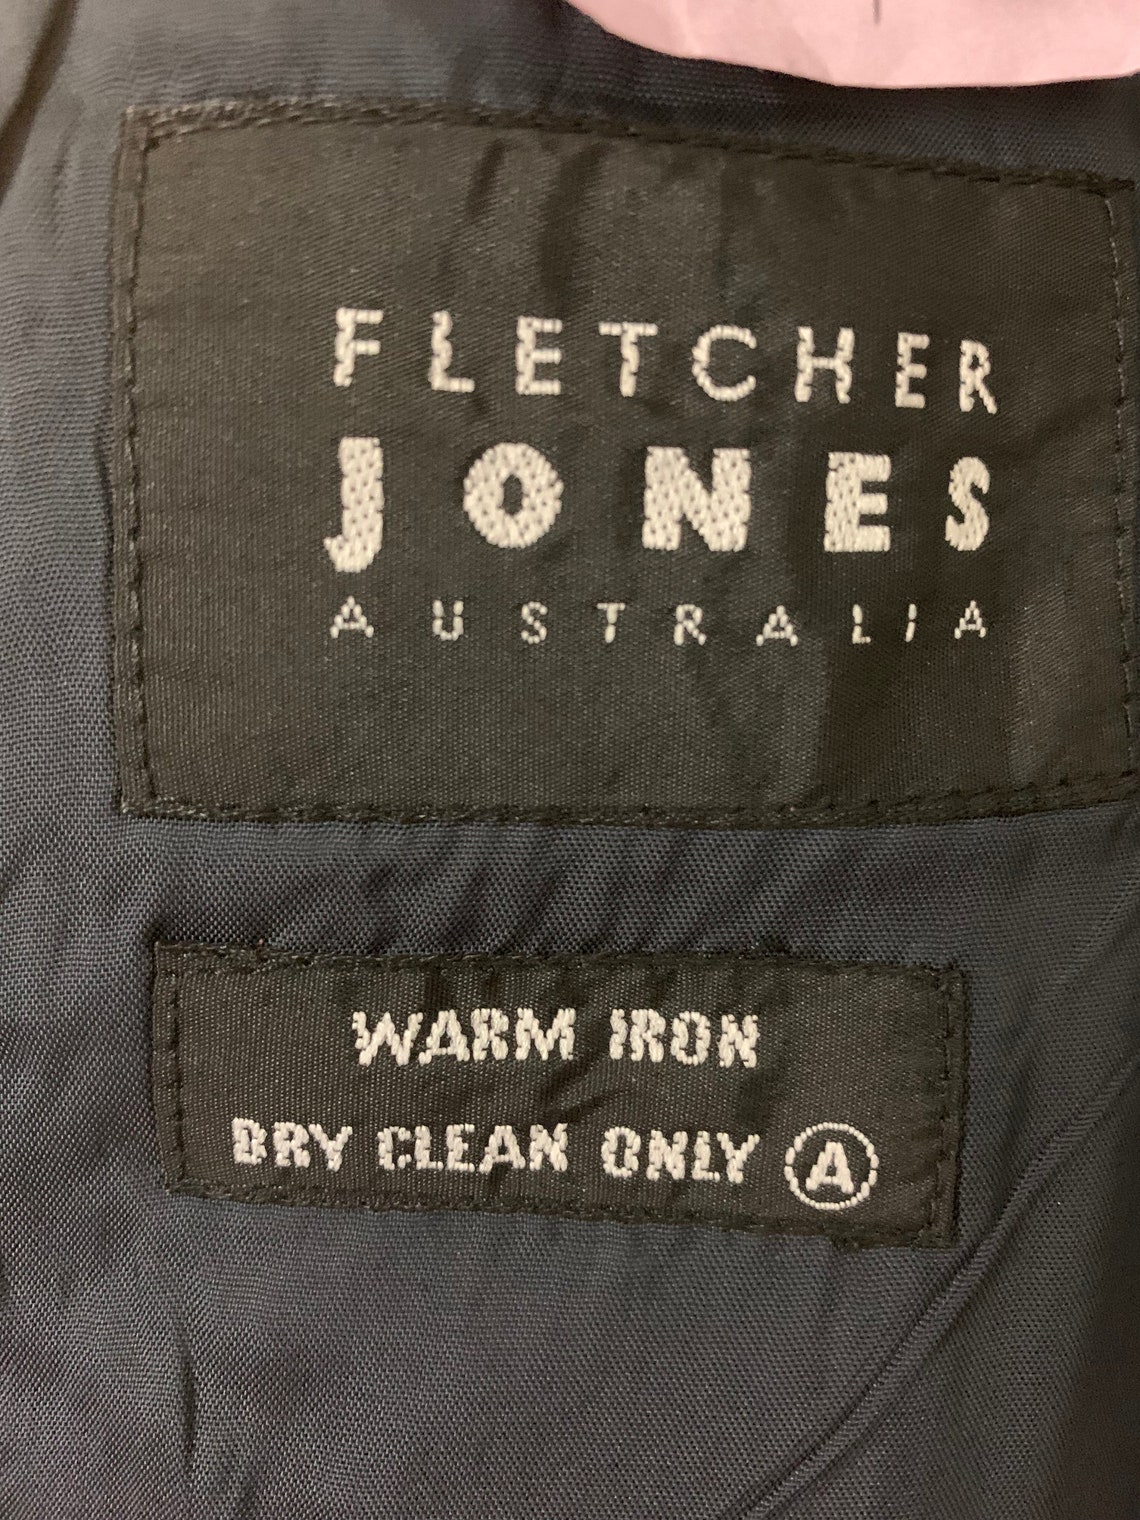 FLETCHER
JONES
AUSTRALIA
WARM IRON
DRY CLEAN ONLY Ⓐ